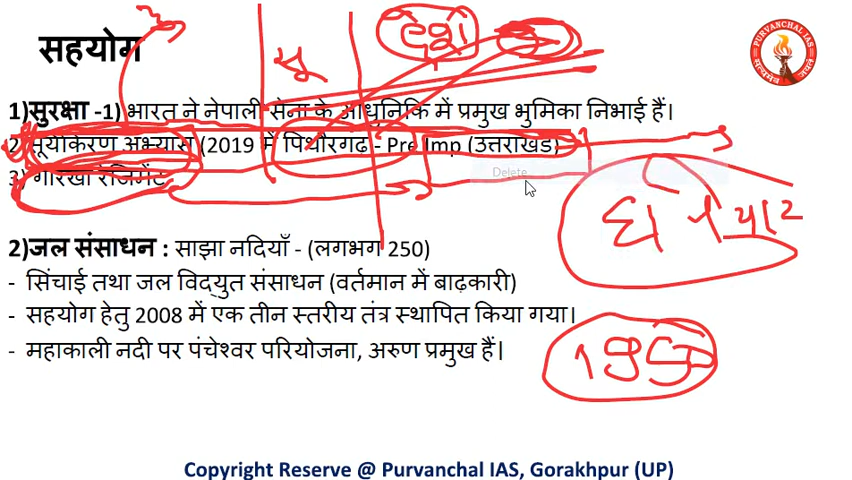 सहयोग
देश
PURVANCHAL IAS
1)सुरक्षा -1) भारत ने नेपाली सेना के आधुनिकि में प्रमुख भुमिका निभाई हैं।
2) सूर्यकिरण अभ्यास (2019 में पिथौरगढ़ - Pre Imp (उत्तराखंड)
3) गोरखा रेजिमेंट
Delete
2)जल संसाधन : साझा नदियाँ - (लगभग 250)
- सिंचाई तथा जल विद्युत संसाधन (वर्तमान में बाढ़कारी)
- सहयोग हेतु 2008 में एक तीन स्तरीय तंत्र स्थापित किया गया।
- महाकाली नदी पर पंचेश्वर परियोजना, अरुण प्रमुख हैं।
1950
Copyright Reserve @ Purvanchal IAS, Gorakhpur (UP)